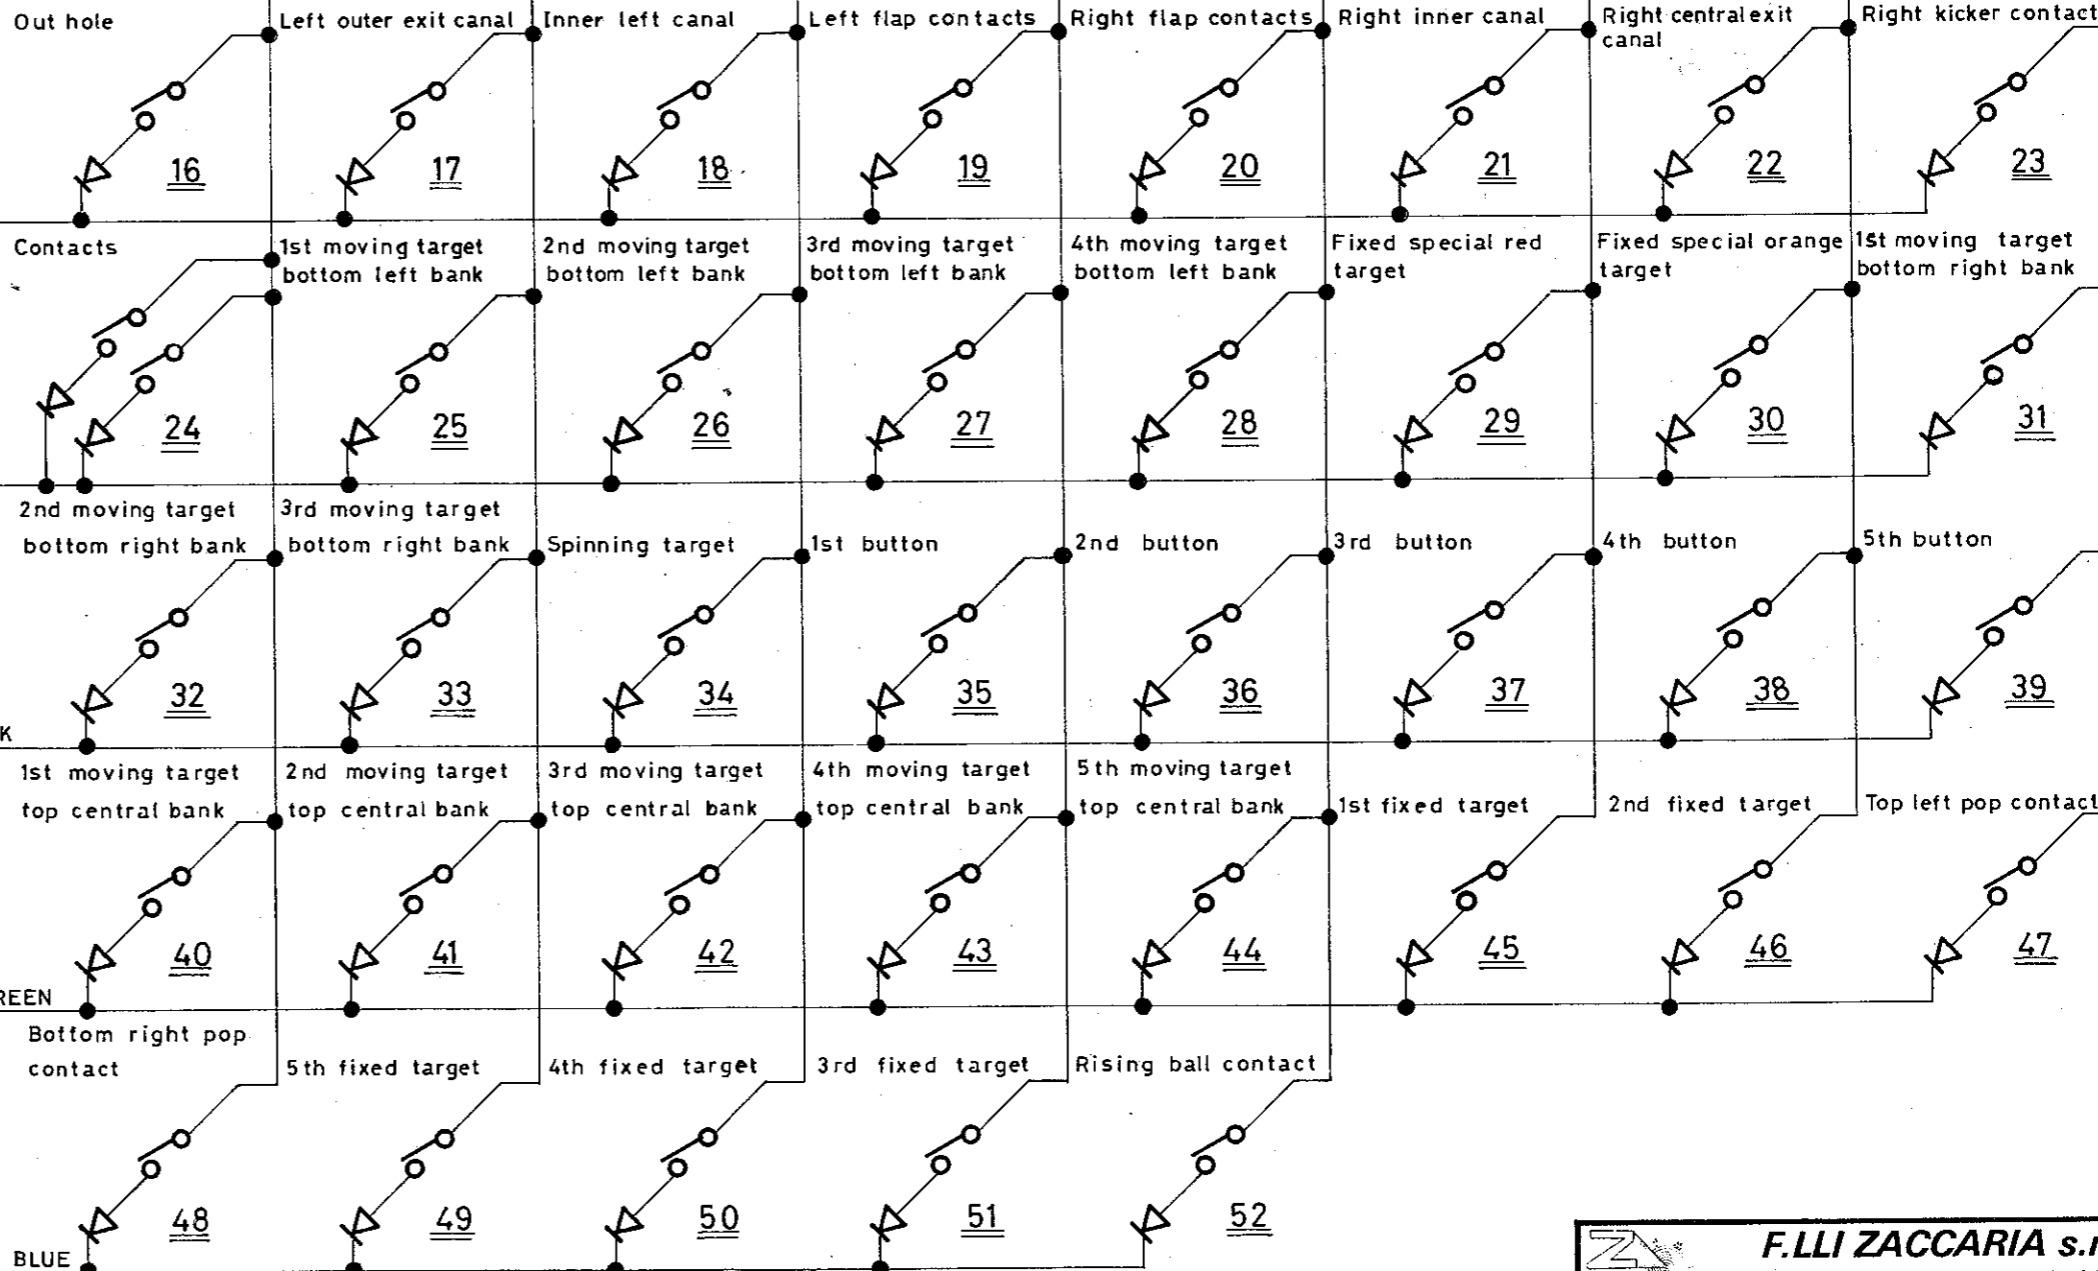 Out hole
Left outer exit canal
Inner left canal
Left flap contacts
Right flap contacts
Right inner canal
Right central exit
canal
Right kicker contact
16
17
18
19
20
21
22
23
Contacts
1st moving target
bottom left bank
2nd moving target
bottom left bank
3rd moving target
bottom left bank
4th moving target
bottom left bank
Fixed special red
target
Fixed special orange
target
1st moving target
bottom right bank
24
25
26
27
28
29
30
31
2nd moving target
bottom right bank
3rd moving target
bottom right bank
Spinning target
1st button
2nd button
3rd button
4th button
5th button
32
33
34
35
36
37
38
39
K
1st moving target
top central bank
2nd moving target
top central bank
3rd moving target
top central bank
4th moving target
top central bank
5th moving target
top central bank
1st fixed target
2nd fixed target
Top left pop contact
40
41
42
43
44
45
46
47
REEN
Bottom right pop
contact
5th fixed target
4th fixed target
3rd fixed target
Rising ball contact
48
49
50
51
52
BLUE
F.LLI ZACCARIA s.r